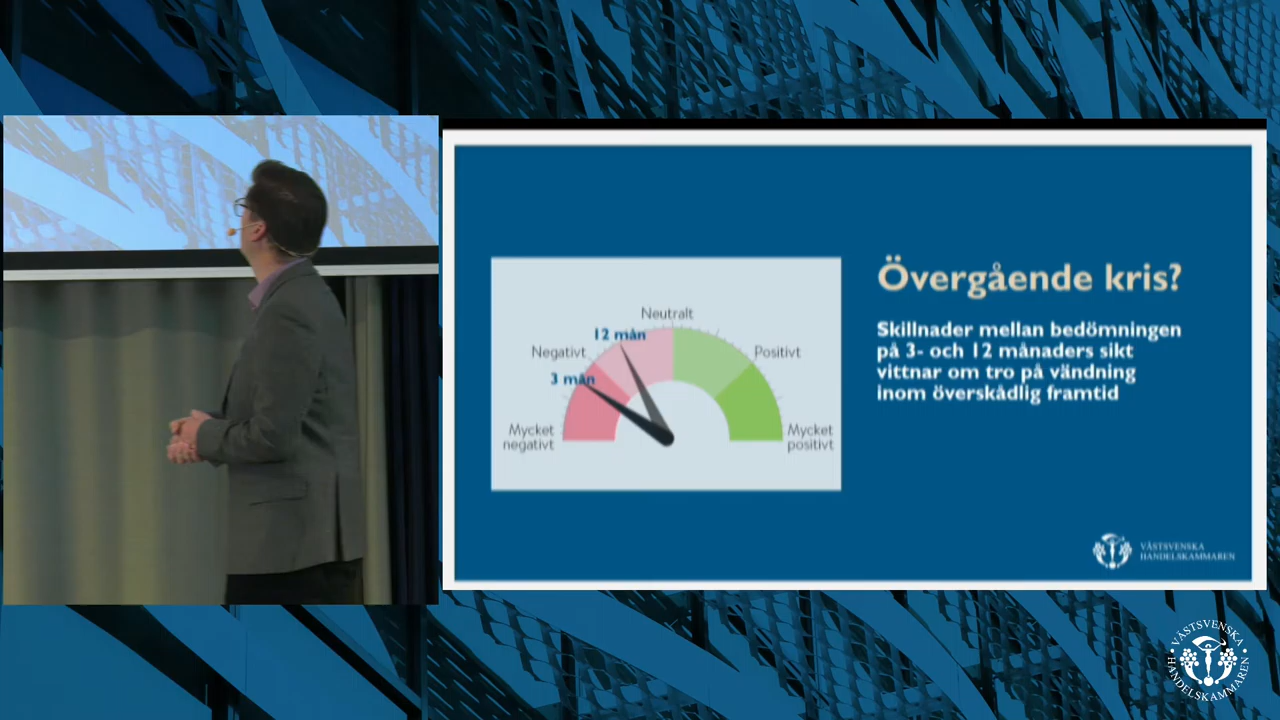 Övergående kris?
Skillnader mellan bedömningen
på 3- och 12 månaders sikt
vittnar om tro på vändning
inom överskådlig framtid
Neutralt
12 mån
Negativt
Positivt
3 mån
Mycket
negativt
Mycket
positivt
VÄSTSVENSKA
HANDELSKAMMAREN
VÄSTSVENSKA
HANDELSKAMMAREN